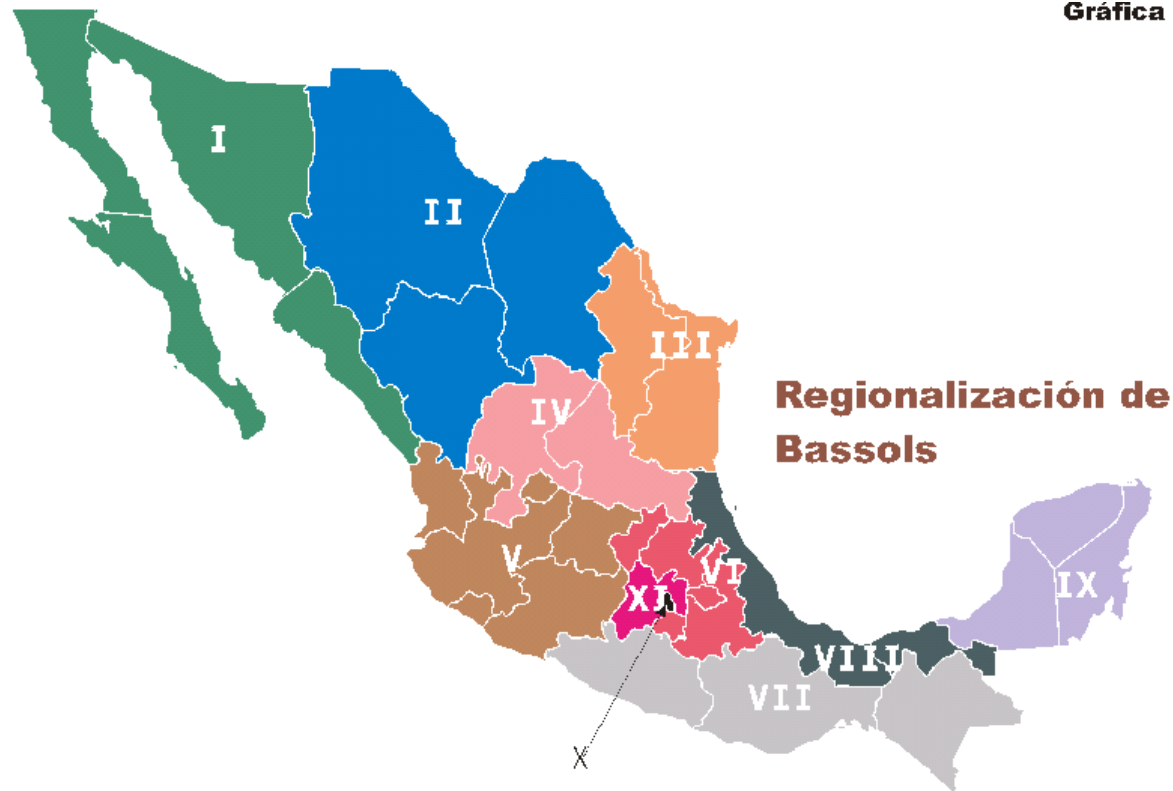 Gráfica
I
II
III
IV
Regionalización de
Bassols
V
VI
IX
XI
VIII
VII
X